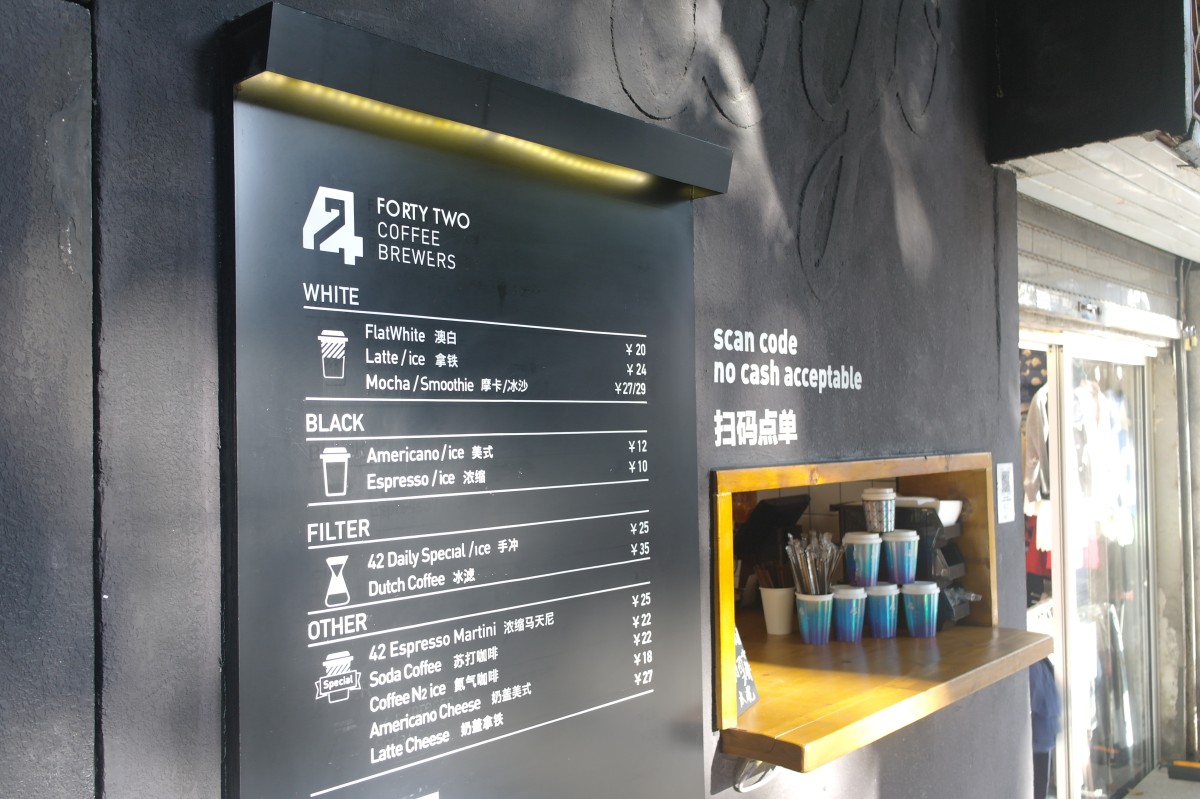 42
FORTY TWO
COFFEE
BREWERS
WHITE
FlatWhite 澳白 ¥20
Latte/ice 拿铁 ¥24
Mocha/Smoothie 摩卡/冰沙 ¥27/29
BLACK
Americano/ice 美式 ¥12
Espresso/ice 浓缩 ¥10
FILTER
42 Daily Special/ice 手冲 ¥25
Dutch Coffee 冰滤 ¥35
OTHER
Special
42 Espresso Martini 浓缩马天尼 ¥25
Soda Coffee 苏打咖啡 ¥22
Coffee N2 ice 氮气咖啡 ¥22
Americano Cheese 奶盖美式 ¥18
Latte Cheese 奶盖拿铁 ¥27
scan code
no cash acceptable
扫码点单